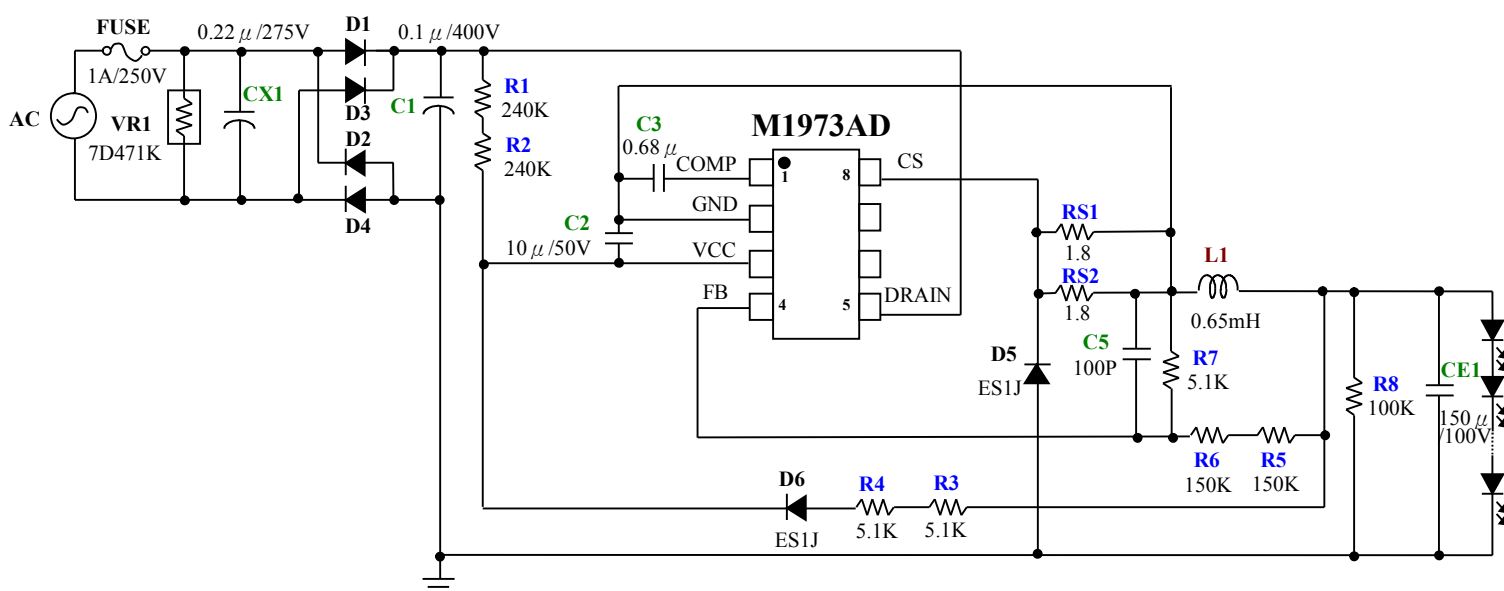 FUSE
1A/250V
AC
VR1
7D471K
0.22μ/275V
CX1
D1
D3
D2
D4
0.1μ/400V
C1
R1
240K
R2
240K
C3
0.68μ
C2
10μ/50V
M1973AD
COMP
GND
VCC
FB
1
4
8
5
CS
DRAIN
RS1
1.8
RS2
1.8
L1
0.65mH
D5
ES1J
C5
100P
R7
5.1K
R6
150K
R5
150K
R8
100K
CE1
150μ
/100V
D6
ES1J
R4
5.1K
R3
5.1K